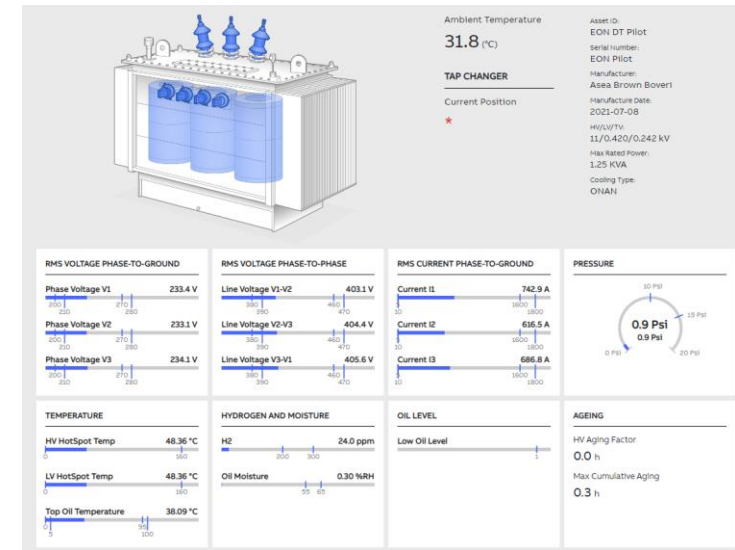 Ambient Temperature
31.8 (°C)
TAP CHANGER
Current Position
*
Asset ID:
EON DT Pilot
Serial Number:
EON Pilot
Manufacturer:
Asea Brown Boveri
Manufacture Date:
2021-07-08
HV/LV/TV:
11/0.420/0.242 kV
Max Rated Power:
1.25 KVA
Cooling Type:
ONAN
RMS VOLTAGE PHASE-TO-GROUND
Phase Voltage V1 233.4 V
200 270
210 280
Phase Voltage V2 233.1 V
200 270
210 280
Phase Voltage V3 234.1 V
200 270
210 280
RMS VOLTAGE PHASE-TO-PHASE
Line Voltage V1-V2 403.1 V
380 460
390 470
Line Voltage V2-V3 404.4 V
380 460
390 470
Line Voltage V3-V1 405.6 V
380 460
390 470
RMS CURRENT PHASE-TO-GROUND
Current I1 742.9 A
5 1600
10 1800
Current I2 616.5 A
5 1600
10 1800
Current I3 686.8 A
5 1600
10 1800
PRESSURE
10 Psi
15 Psi
0.9 Psi
0.9 Psi
0 Psi 20 Psi
TEMPERATURE
HV HotSpot Temp 48.36 °C
0 160
LV HotSpot Temp 48.36 °C
0 180
Top Oil Temperature 38.09 °C
0 95
5 100
HYDROGEN AND MOISTURE
H2 24.0 ppm
200 300
Oil Moisture 0.30 %RH
55 65
OIL LEVEL
Low Oil Level
1
AGEING
HV Aging Factor
0.0 h
Max Cumulative Aging
0.3 h